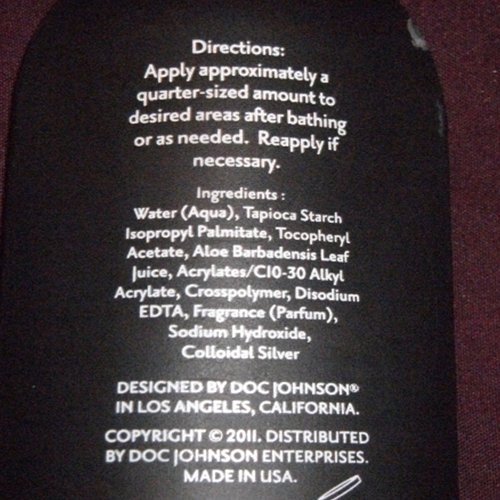 Directions:
Apply approximately a
quarter-sized amount to
desired areas after bathing
or as needed. Reapply if
necessary.
Ingredients :
Water (Aqua), Tapioca Starch
Isopropyl Palmitate, Tocopheryl
Acetate, Aloe Barbadensis Leaf
Juice, Acrylates/C10-30 Alkyl
Acrylate, Crosspolymer, Disodium
EDTA, Fragrance (Parfum),
Sodium Hydroxide,
Colloidal Silver
DESIGNED BY DOC JOHNSON®
IN LOS ANGELES, CALIFORNIA.
COPYRIGHT © 2011. DISTRIBUTED
BY DOC JOHNSON ENTERPRISES.
MADE IN USA.